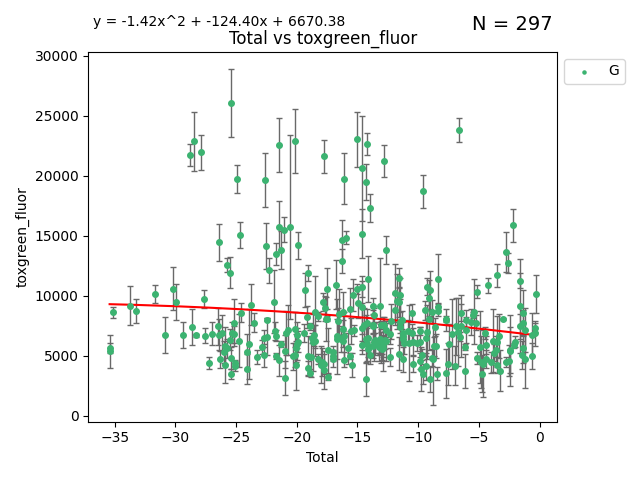 y = -1.42x^2 + -124.40x + 6670.38
N = 297
Total vs toxgreen_fluor
G
toxgreen_fluor
30000
25000
20000
15000
10000
5000
0
−35 −30 −25 −20 −15 −10 −5 0
Total